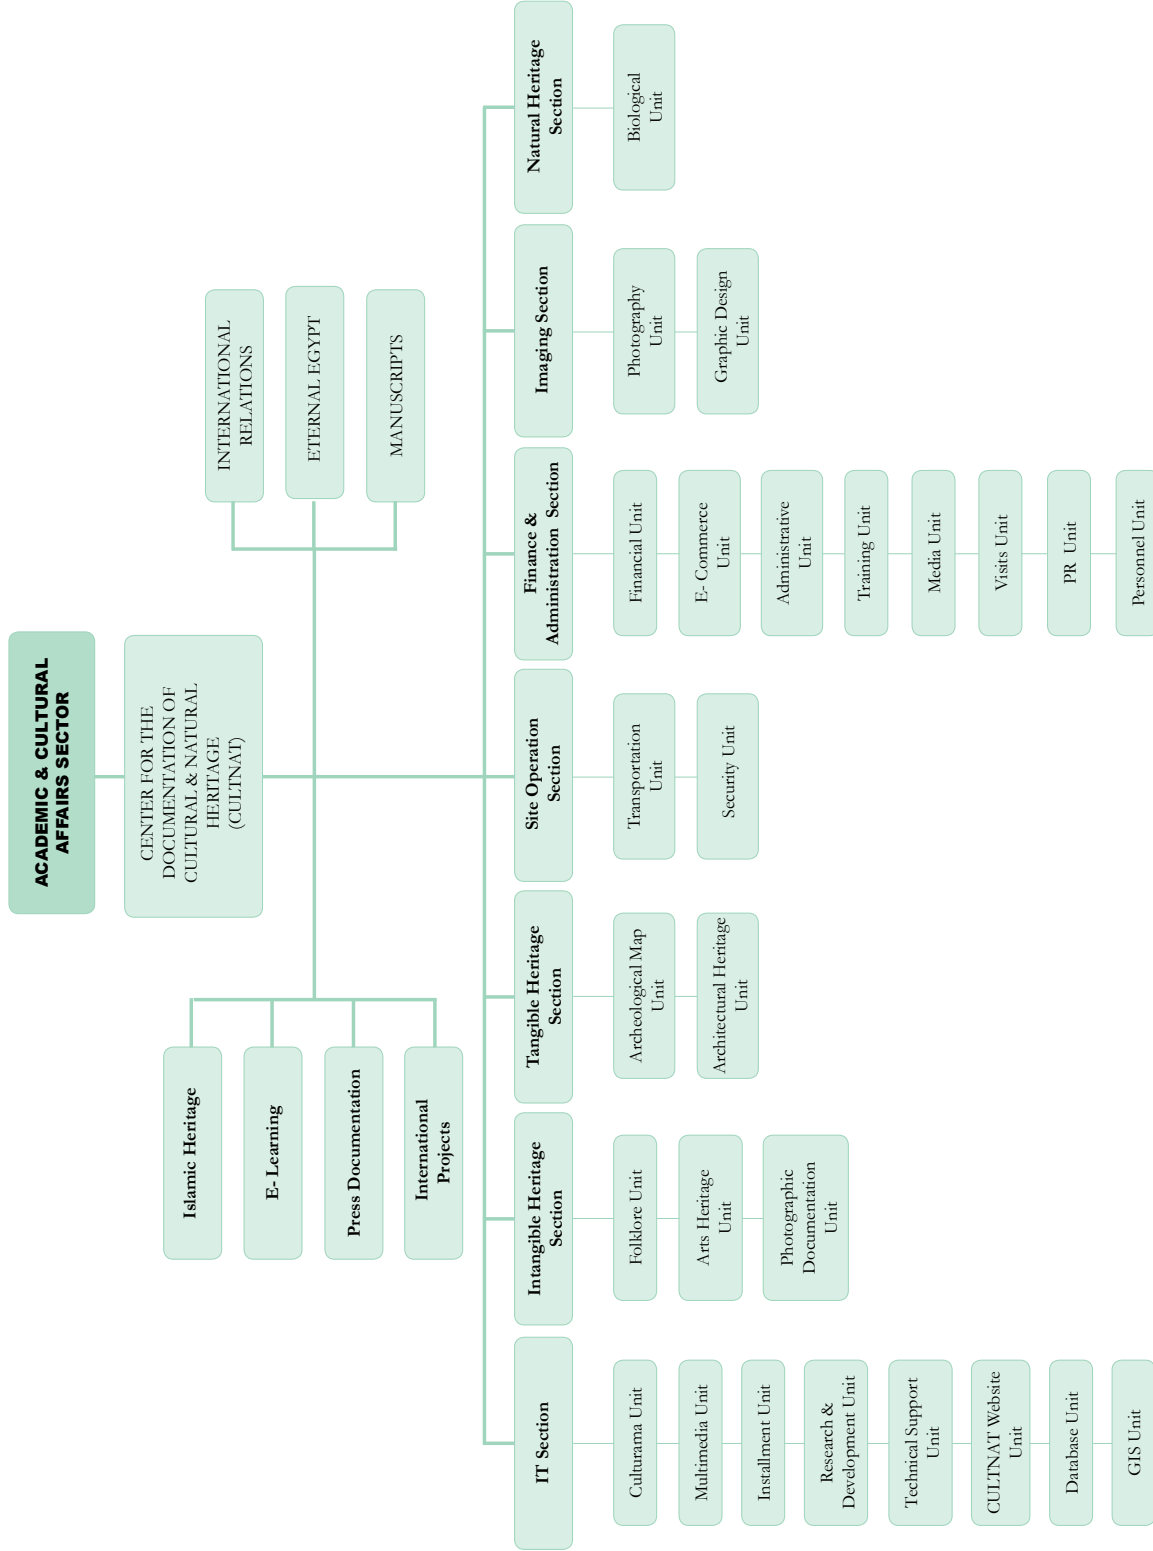 ACADEMIC & CULTURAL
AFFAIRS SECTOR
CENTER FOR THE
DOCUMENTATION OF
CULTURAL & NATURAL
HERITAGE
(CULTNAT)
Islamic Heritage
E- Learning
Press Documentation
International
Projects
INTERNATIONAL
RELATIONS
ETERNAL EGYPT
MANUSCRIPTS
IT Section
Culturama Unit
Multimedia Unit
Installment Unit
Research &
Development Unit
Technical Support
Unit
CULTNAT Website
Unit
Database Unit
GIS Unit
Intangible Heritage
Section
Folklore Unit
Arts Heritage
Unit
Photographic
Documentation
Unit
Tangible Heritage
Section
Archeological Map
Unit
Architectural Heritage
Unit
Site Operation
Section
Transportation
Unit
Security Unit
Finance &
Administration Section
Financial Unit
E- Commerce
Unit
Administrative
Unit
Training Unit
Media Unit
Visits Unit
PR Unit
Personnel Unit
Imaging Section
Photography
Unit
Graphic Design
Unit
Natural Heritage
Section
Biological
Unit